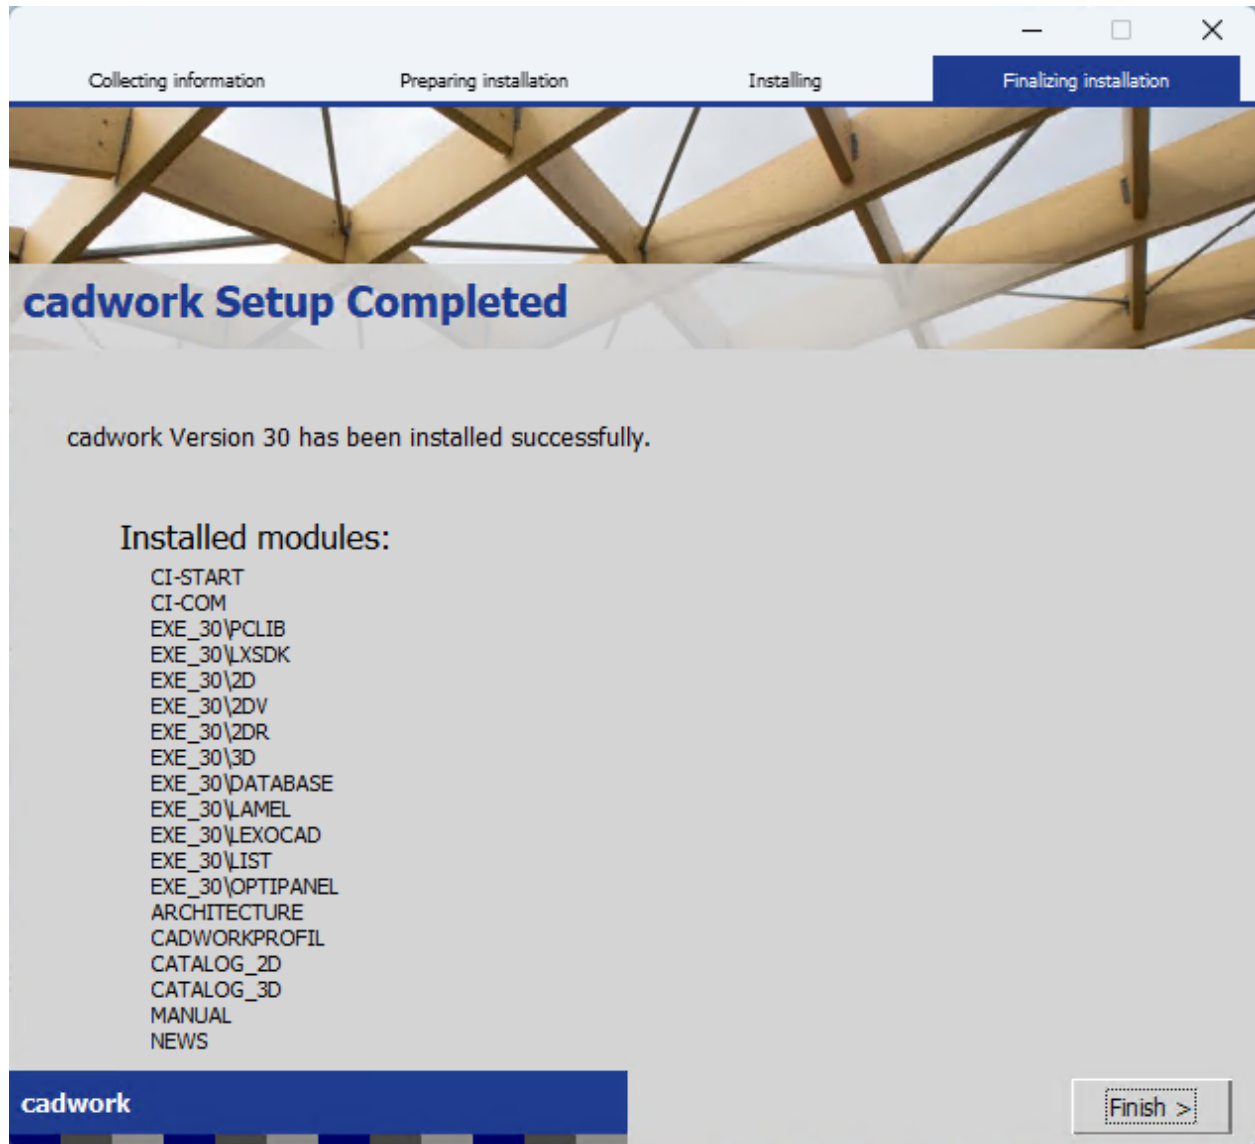 Collecting information
Preparing installation
Installing
Finalizing installation
cadwork Setup Completed
cadwork Version 30 has been installed successfully.
Installed modules:
CI-START
CI-COM
EXE_30\PCLIB
EXE_30\LXSDK
EXE_30\2D
EXE_30\2DV
EXE_30\2DR
EXE_30\3D
EXE_30\DATABASE
EXE_30\LAMEL
EXE_30\LEXOCAD
EXE_30\LIST
EXE_30\OPTIPANEL
ARCHITECTURE
CADWORKPROFIL
CATALOG_2D
CATALOG_3D
MANUAL
NEWS
cadwork
Finish >